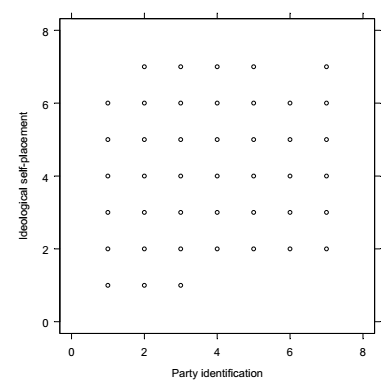 8
6
4
2
0
Ideological self-placement
0 2 4 6 8
Party identification